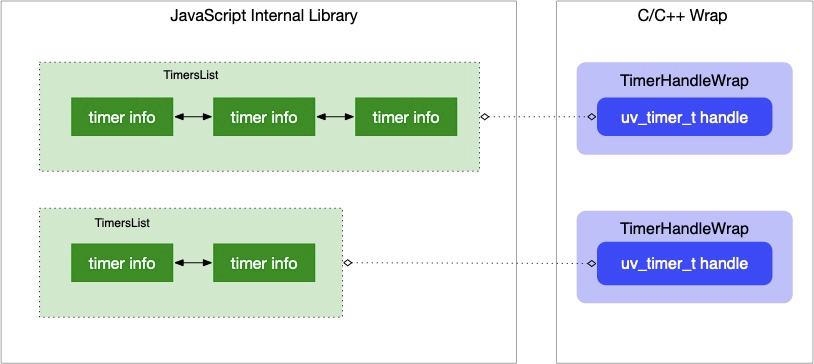 JavaScript Internal Library
C/C++ Wrap
TimersList
timer info
timer info
timer info
TimerHandleWrap
uv_timer_t handle
TimersList
timer info
timer info
TimerHandleWrap
uv_timer_t handle